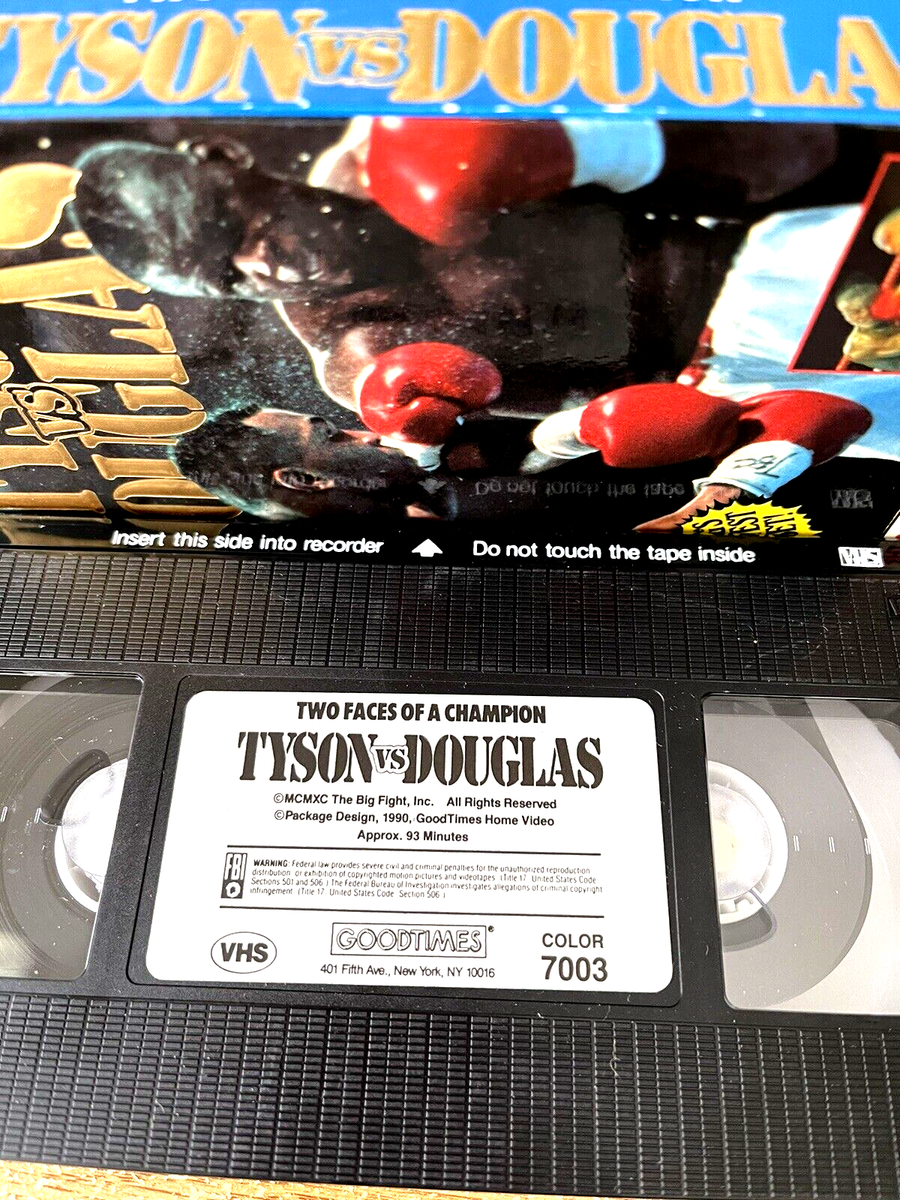 TYSON VS DOUGLA
VS
Insert this side into recorder Do not touch the tape inside VHS
TWO FACES OF A CHAMPION
TYSON VS DOUGLAS
©MCMXC The Big Fight, Inc. All Rights Reserved
©Package Design, 1990, GoodTimes Home Video
Approx. 93 Minutes
FBI
WARNING: Federal law provides severe civil and criminal penalties for the unauthorized reproduction
distribution or exhibition of copyrighted motion pictures and videotapes (Title 17 United States Code
Sections 501 and 506) The Federal Bureau of Investigation investigates allegations of criminal copyright
infringement (Title 17 United States Code Section 506)
VHS
GOODTIMES®
401 Fifth Ave., New York, NY 10016
COLOR
7003